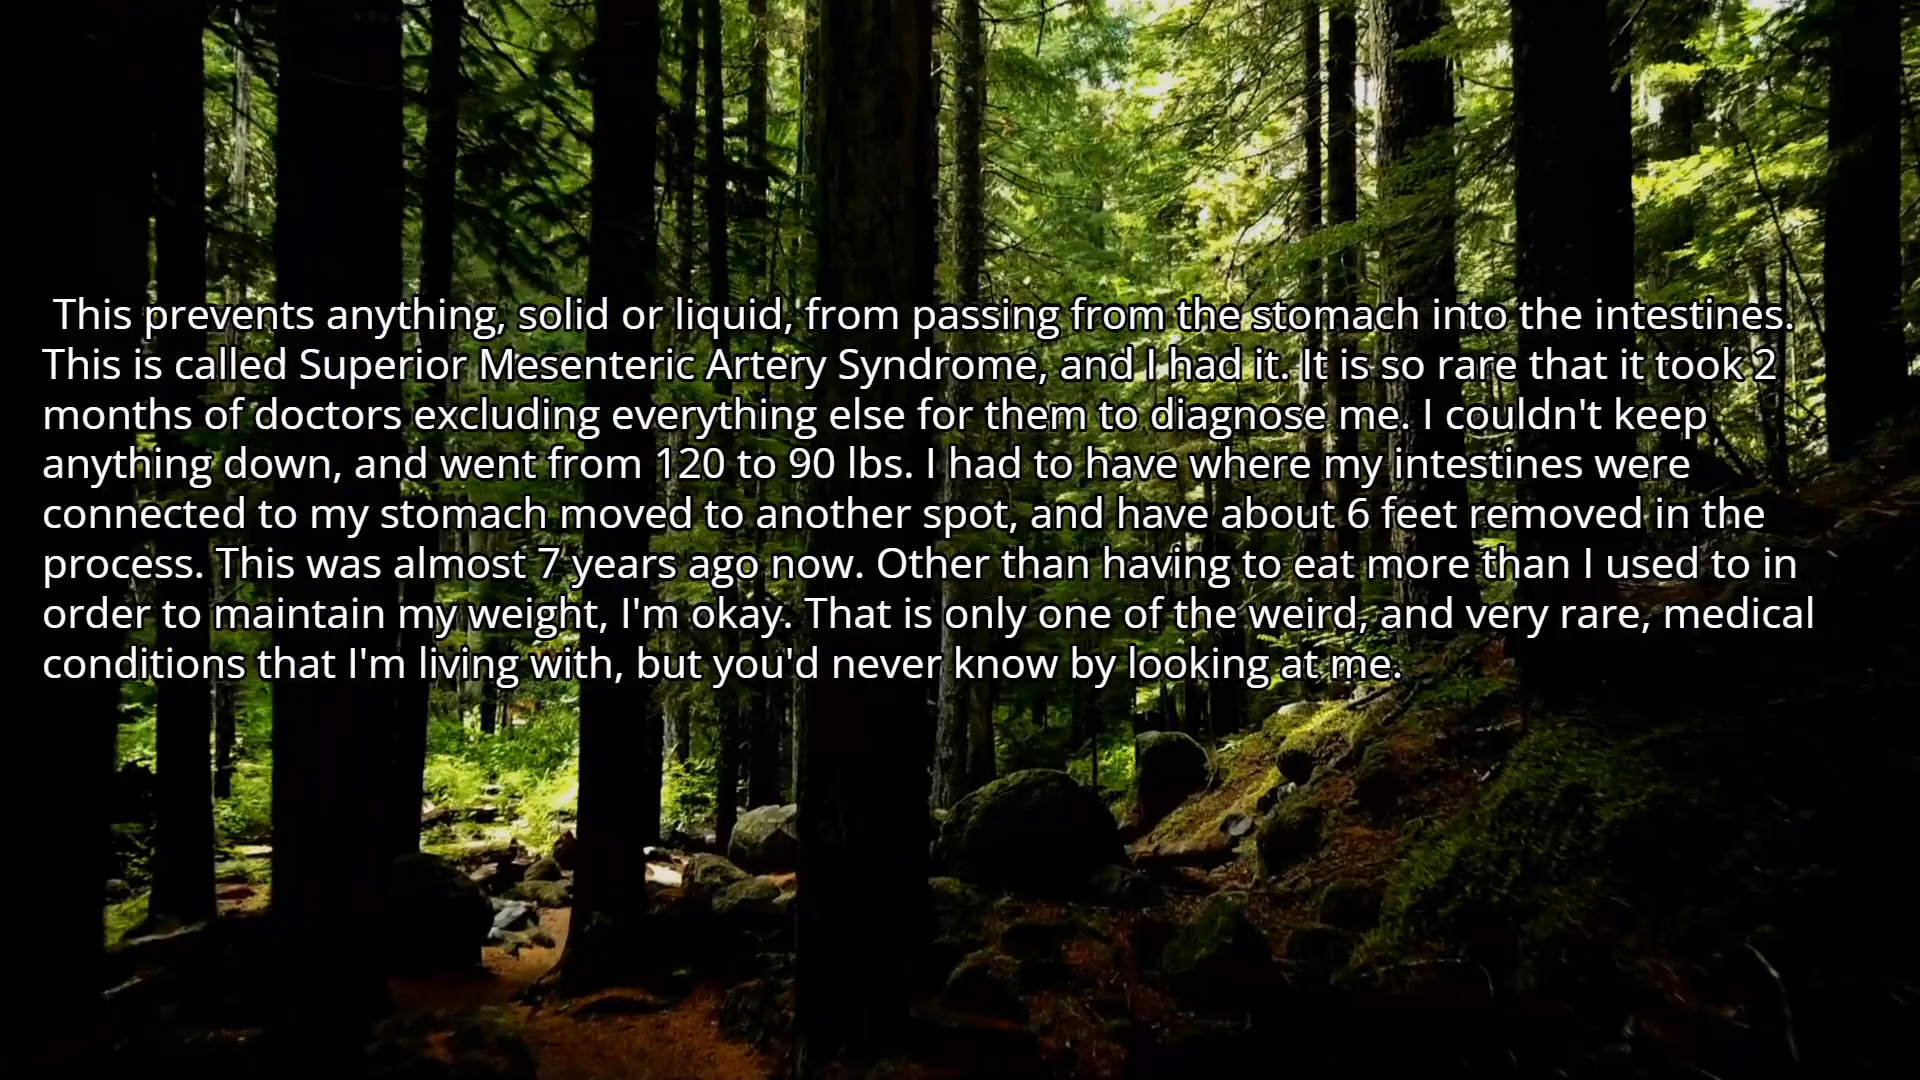 This prevents anything, solid or liquid, from passing from the stomach into the intestines.
This is called Superior Mesenteric Artery Syndrome, and I had it. It is so rare that it took 2
months of doctors excluding everything else for them to diagnose me. I couldn't keep
anything down, and went from 120 to 90 lbs. I had to have where my intestines were
connected to my stomach moved to another spot, and have about 6 feet removed in the
process. This was almost 7 years ago now. Other than having to eat more than I used to in
order to maintain my weight, I'm okay. That is only one of the weird, and very rare, medical
conditions that I'm living with, but you'd never know by looking at me.